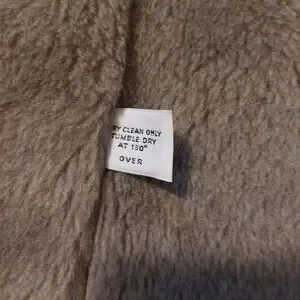 RY CLEAN ONLY
TUMBLE DRY
AT 130°
OVER